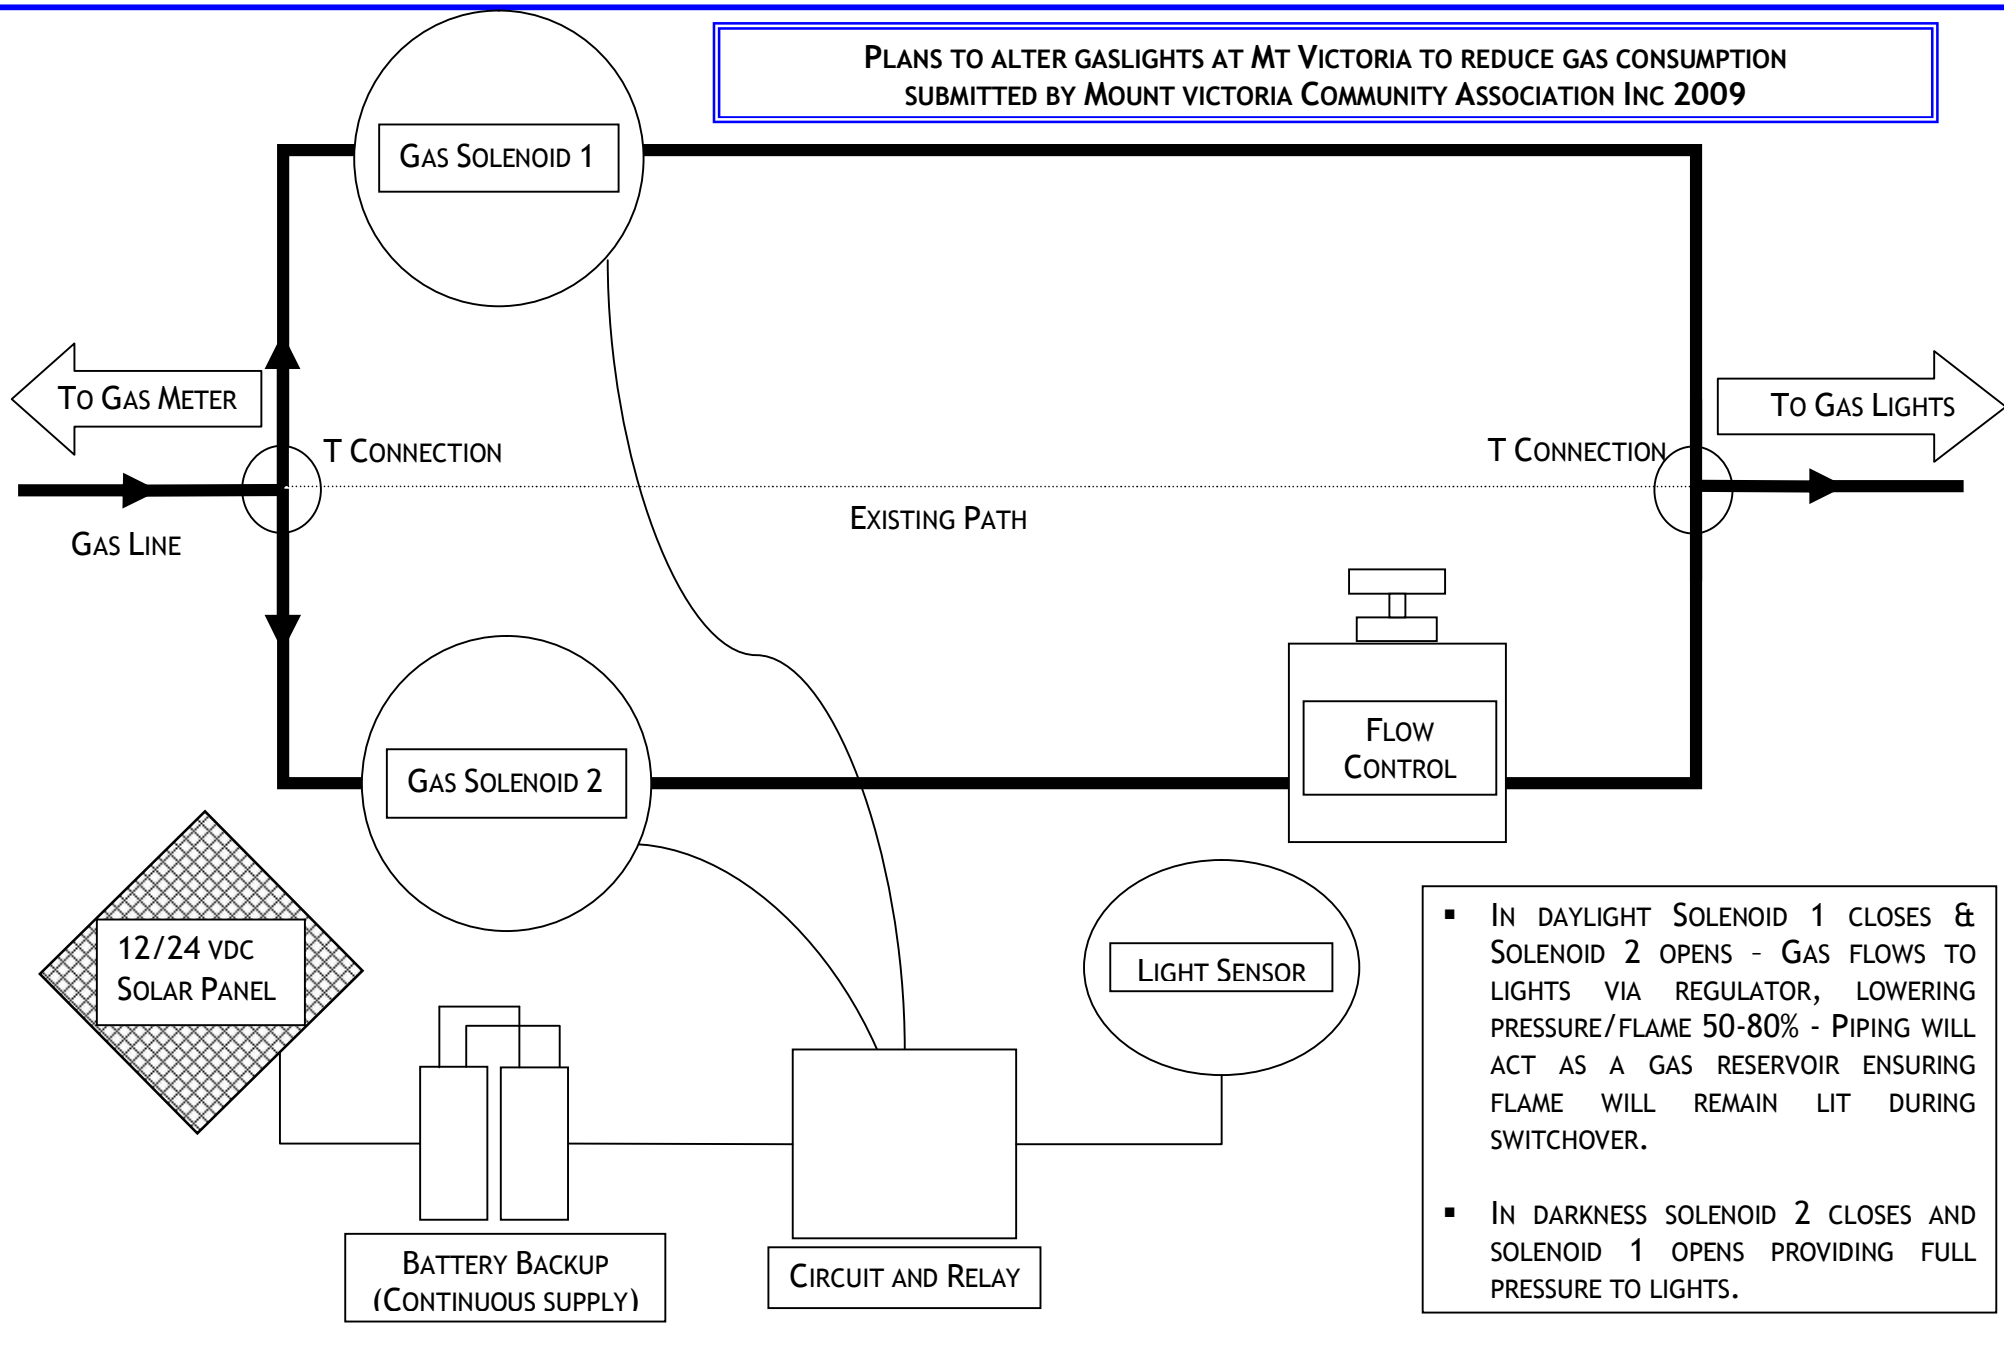 Plans to alter gaslights at Mt Victoria to reduce gas consumption
submitted by Mount victoria Community Association Inc 2009
Gas Solenoid 1
To Gas Meter
To Gas Lights
T Connection
T Connection
Existing Path
Gas Line
Flow
Control
Gas Solenoid 2
12/24 vdc
Solar Panel
Light Sensor
▪ In daylight Solenoid 1 closes &
Solenoid 2 opens – Gas flows to
lights via regulator, lowering
pressure/flame 50-80% - Piping will
act as a gas reservoir ensuring
flame will remain lit during
switchover.
▪ In darkness solenoid 2 closes and
solenoid 1 opens providing full
pressure to lights.
Battery Backup
(Continuous supply)
Circuit and Relay